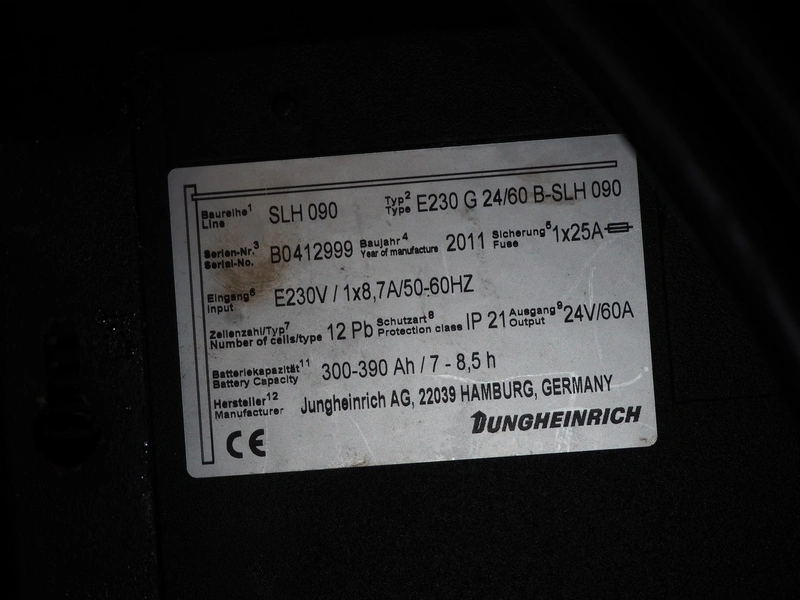 Baureihe¹ Line SLH 090 Typ² Type E230 G 24/60 B-SLH 090
Serien-Nr.³ Serial-No. B0412999 Baujahr⁴ Year of manufacture 2011 Sicherung⁵ Fuse 1x25A
Eingang⁶ Input E230V / 1x8,7A/50-60HZ
Zellenzahl/Typ⁷ Number of cells/type 12 Pb Schutzart⁸ Protection class IP 21 Ausgang⁹ Output 24V/60A
Batteriekapazität¹¹ Battery Capacity 300-390 Ah / 7 - 8,5 h
Hersteller¹² Manufacturer Jungheinrich AG, 22039 HAMBURG, GERMANY
CE JUNGHEINRICH